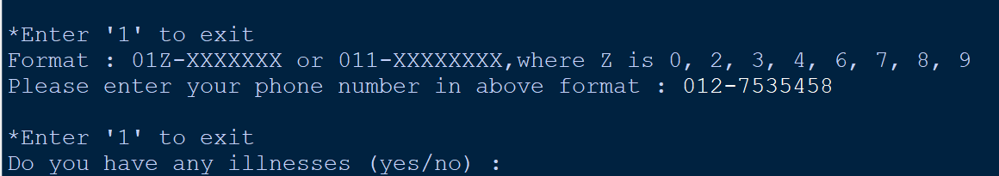 *Enter '1' to exit
Format : 01Z-XXXXXXX or 011-XXXXXXXX,where Z is 0, 2, 3, 4, 6, 7, 8, 9
Please enter your phone number in above format : 012-7535458
*Enter '1' to exit
Do you have any illnesses (yes/no) :